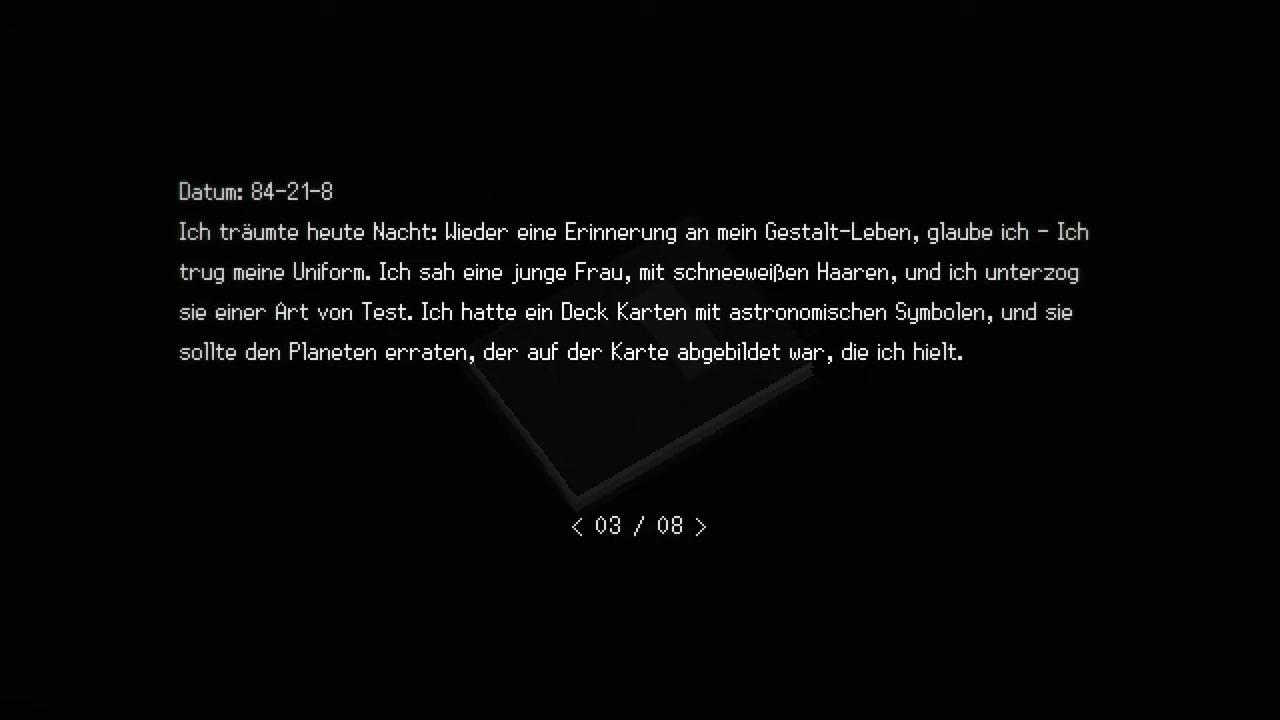 Datum: 84-21-8
Ich träumte heute Nacht: Wieder eine Erinnerung an mein Gestalt-Leben, glaube ich - Ich
trug meine Uniform. Ich sah eine junge Frau, mit schneeweißen Haaren, und ich unterzog
sie einer Art von Test. Ich hatte ein Deck Karten mit astronomischen Symbolen, und sie
sollte den Planeten erraten, der auf der Karte abgebildet war, die ich hielt.
< 03 / 08 >